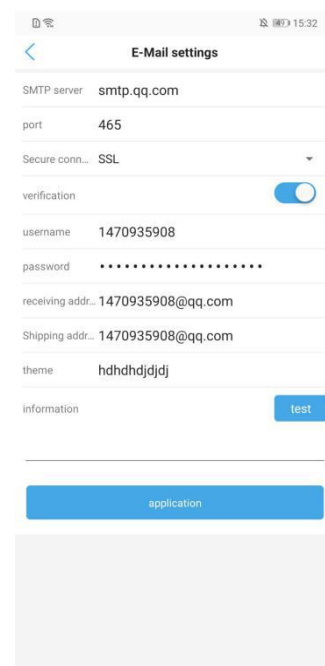 15:32
E-Mail settings
SMTP server smtp.qq.com
port 465
Secure conn... SSL
verification
username 1470935908
password ••••••••••••••••••••
receiving addr... 1470935908@qq.com
Shipping addr... 1470935908@qq.com
theme hdhdhdjdjdj
information test
application